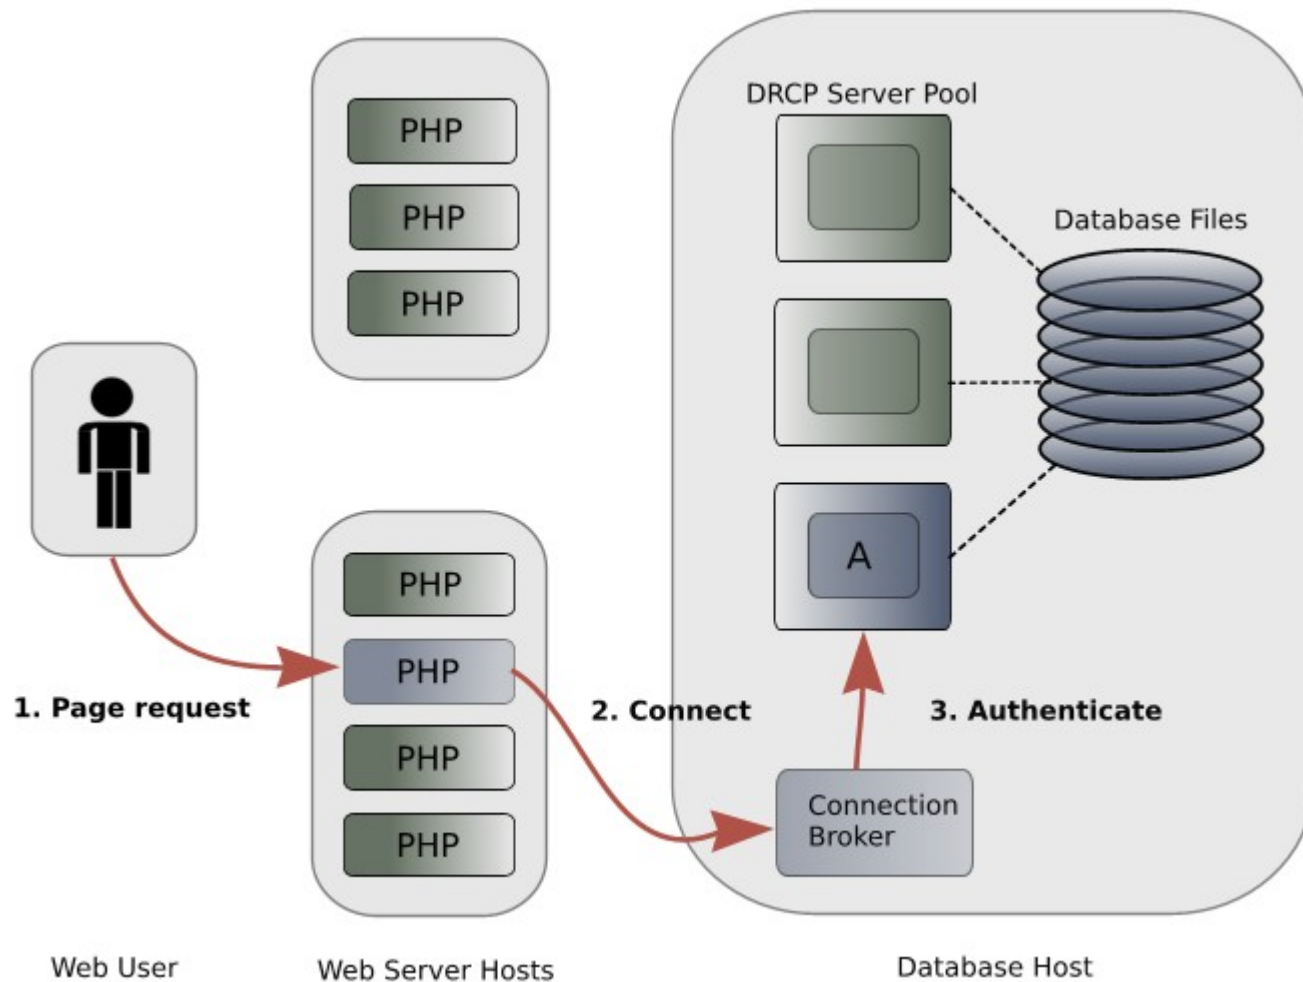 DRCP Server Pool
PHP
PHP
PHP
Database Files
PHP
PHP
PHP
PHP
A
1. Page request
2. Connect
3. Authenticate
Connection
Broker
Web User
Web Server Hosts
Database Host